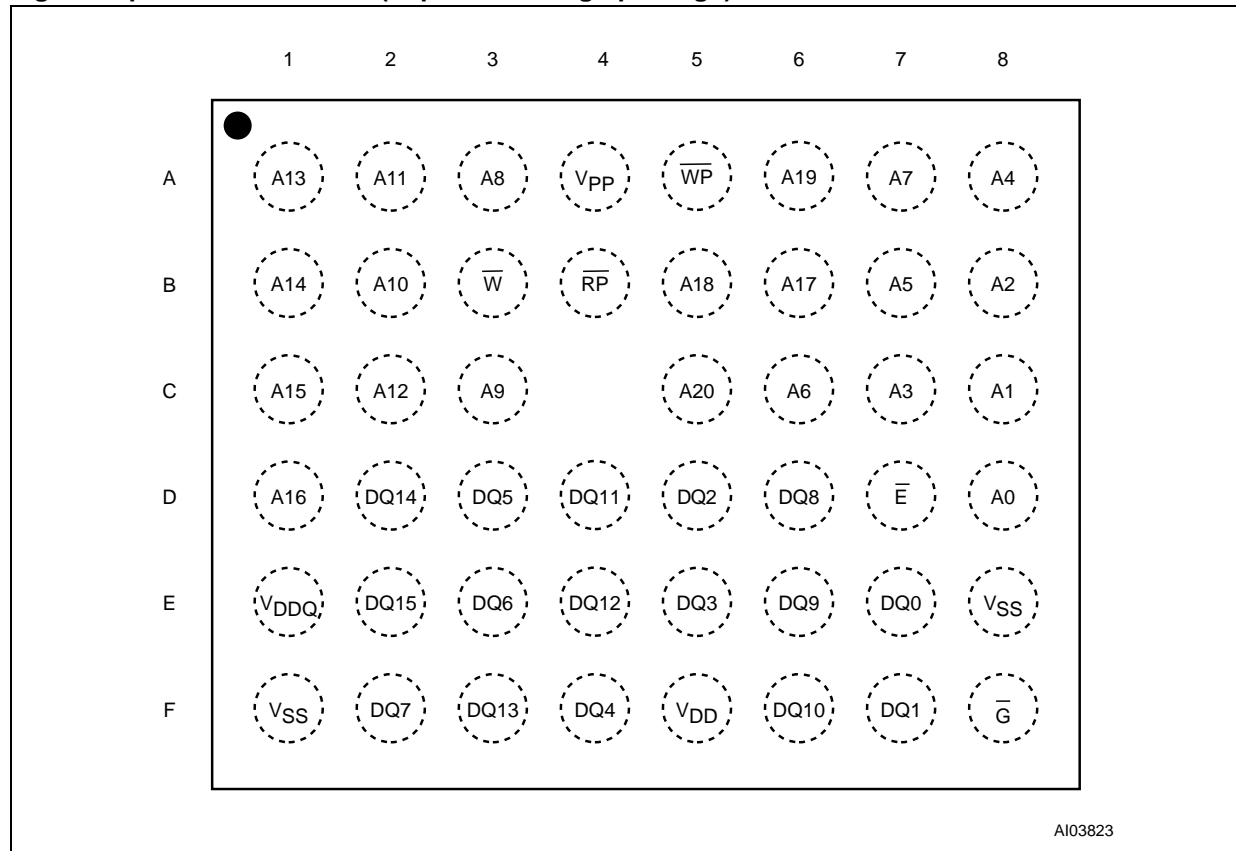 1 2 3 4 5 6 7 8
A A13 A11 A8 VPP W̅P̅ A19 A7 A4
B A14 A10 W̅ R̅P̅ A18 A17 A5 A2
C A15 A12 A9 A20 A6 A3 A1
D A16 DQ14 DQ5 DQ11 DQ2 DQ8 E̅ A0
E VDDQ DQ15 DQ6 DQ12 DQ3 DQ9 DQ0 VSS
F VSS DQ7 DQ13 DQ4 VDD DQ10 DQ1 G̅
AI03823